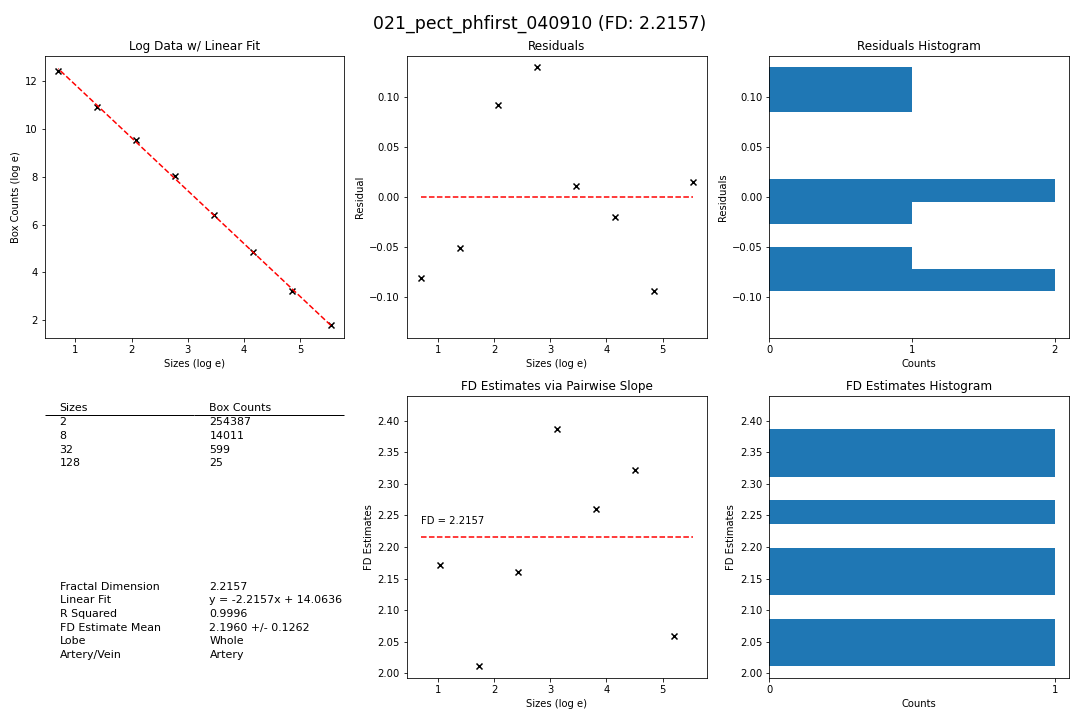 021_pect_phfirst_040910 (FD: 2.2157)
Log Data w/ Linear Fit
Box Counts (log e)
12
10
8
6
4
2
1 2 3 4 5
Sizes (log e)
Residuals
Residual
0.10
0.05
0.00
−0.05
−0.10
1 2 3 4 5
Sizes (log e)
Residuals Histogram
Residuals
0.10
0.05
0.00
−0.05
−0.10
0 1 2
Counts
Sizes Box Counts
2 254387
8 14011
32 599
128 25
Fractal Dimension 2.2157
Linear Fit y = -2.2157x + 14.0636
R Squared 0.9996
FD Estimate Mean 2.1960 +/- 0.1262
Lobe Whole
Artery/Vein Artery
FD Estimates via Pairwise Slope
FD Estimates
2.40
2.35
2.30
2.25
2.20
2.15
2.10
2.05
2.00
FD = 2.2157
1 2 3 4 5
Sizes (log e)
FD Estimates Histogram
FD Estimates
2.40
2.35
2.30
2.25
2.20
2.15
2.10
2.05
2.00
0 1
Counts